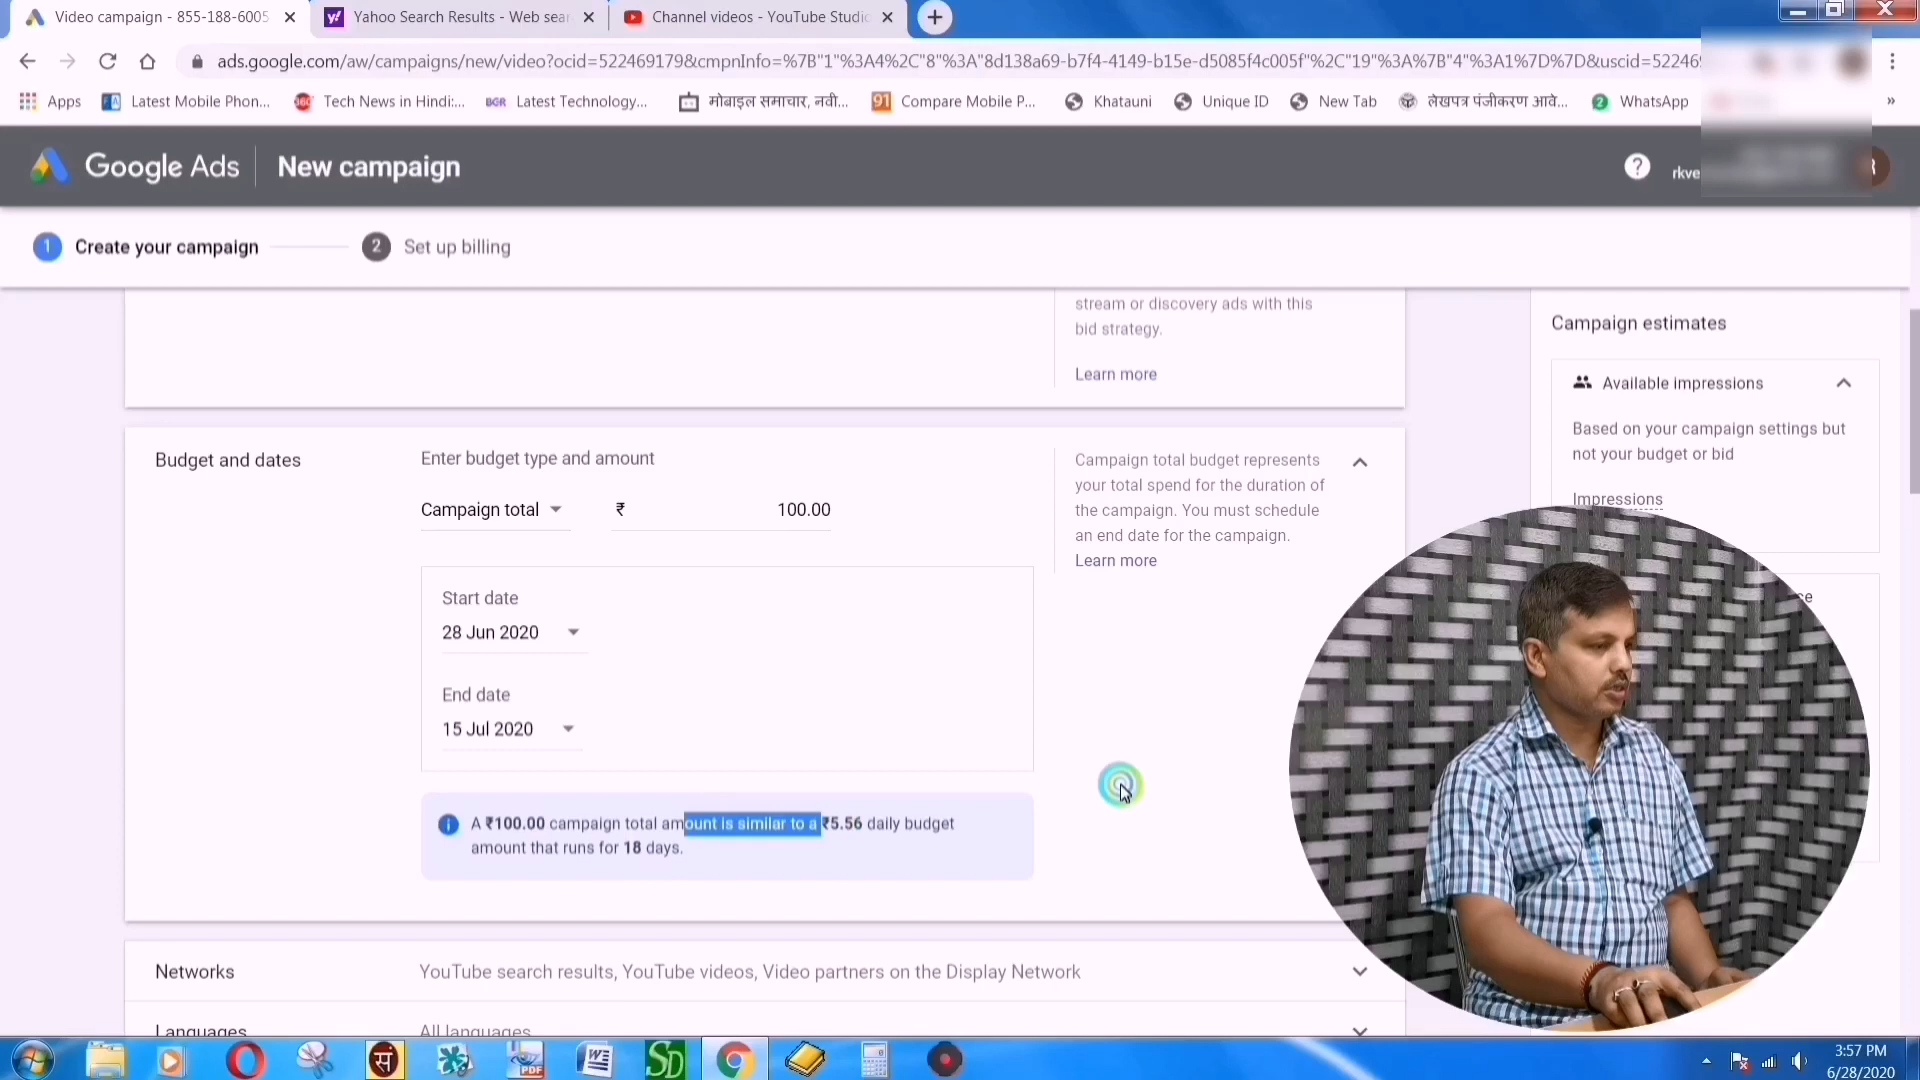 Video campaign - 855-188-6005
Yahoo Search Results - Web sear
Channel videos - YouTube Studio
ads.google.com/aw/campaigns/new/video?ocid=522469179&cmpnInfo=%7B"1"%3A4%2C"8"%3A"8d138a69-b7f4-4149-b15e-d5085f4c005f"%2C"19"%3A%7B"4"%3A1%7D%7D&uscid=52246
Apps
Latest Mobile Phon...
Tech News in Hindi:...
BGR Latest Technology...
मोबाइल समाचार, नवी...
91 Compare Mobile P...
Khatauni
Unique ID
New Tab
लेखपत्र पंजीकरण आवे...
2 WhatsApp
»
Google Ads
New campaign
?
rkve
1 Create your campaign
2 Set up billing
stream or discovery ads with this
bid strategy.
Learn more
Budget and dates
Enter budget type and amount
Campaign total
₹ 100.00
Start date
28 Jun 2020
End date
15 Jul 2020
A ₹100.00 campaign total amount is similar to a ₹5.56 daily budget
amount that runs for 18 days.
Campaign total budget represents
your total spend for the duration of
the campaign. You must schedule
an end date for the campaign.
Learn more
Campaign estimates
Available impressions
Based on your campaign settings but
not your budget or bid
Impressions
ce
Networks
YouTube search results, YouTube videos, Video partners on the Display Network
Languages
All languages
सं
PDF
W
SD
3:57 PM
6/28/2020